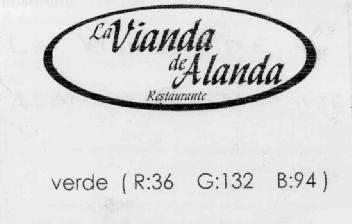 La Vianda
de Alanda
Restaurante
verde ( R:36 G:132 B:94 )